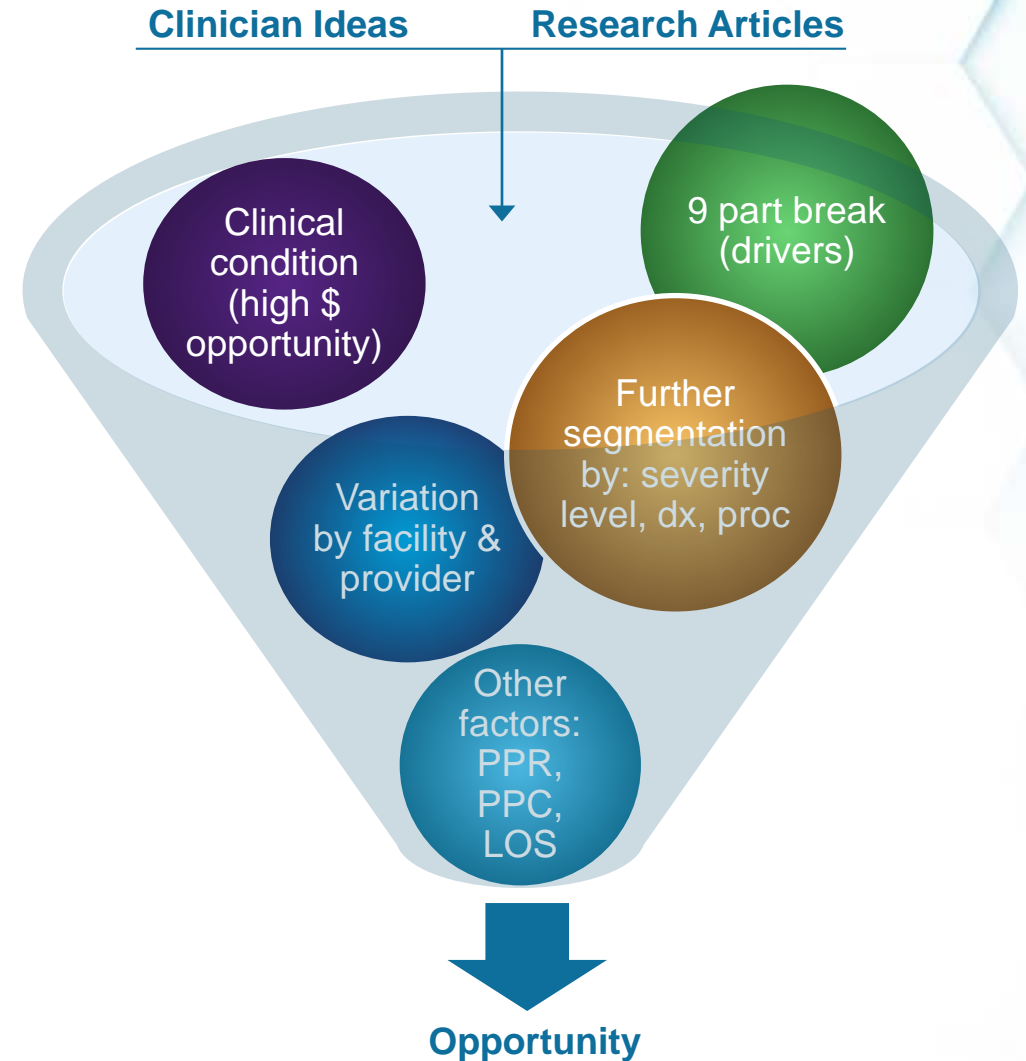 Clinician Ideas
Research Articles
Clinical
condition
(high $
opportunity)
9 part break
(drivers)
Further
segmentation
by: severity
level, dx, proc
Variation
by facility &
provider
Other
factors:
PPR,
PPC,
LOS
Opportunity